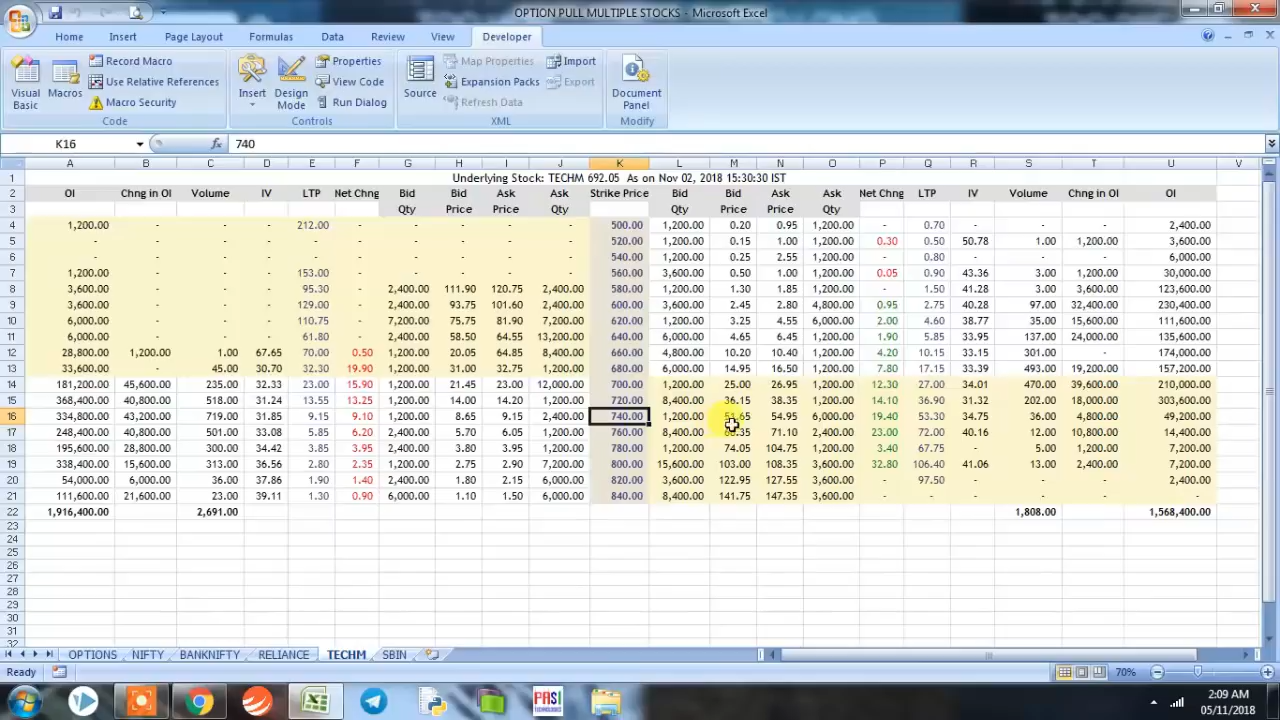 OPTION PULL MULTIPLE STOCKS - Microsoft Excel
Home Insert Page Layout Formulas Data Review View Developer
Visual Basic Macros Record Macro Use Relative References Macro Security Code
Insert Design Mode Properties View Code Run Dialog Controls
Source Map Properties Expansion Packs Refresh Data Import Export XML
Document Panel Modify
K16 fx 740
A B C D E F G H I J K L M N O P Q R S T U V
1 Underlying Stock: TECHM 692.05 As on Nov 02, 2018 15:30:30 IST
2 OI Chng in OI Volume IV LTP Net Chng Bid Bid Ask Ask Strike Price Bid Bid Ask Ask Net Chng LTP IV Volume Chng in OI OI
3 Qty Price Price Qty Qty Price Price Qty
4 1,200.00 - - - 212.00 - - - - - 500.00 1,200.00 0.20 0.95 1,200.00 - 0.70 - - - 2,400.00
5 - - - - - - - - - - 520.00 1,200.00 0.15 1.00 1,200.00 0.30 0.50 50.78 1.00 1,200.00 3,600.00
6 - - - - - - - - - - 540.00 1,200.00 0.25 2.55 1,200.00 - 0.80 - - - 6,000.00
7 1,200.00 - - - 153.00 - - - - - 560.00 3,600.00 0.50 1.00 1,200.00 0.05 0.90 43.36 3.00 1,200.00 30,000.00
8 3,600.00 - - - 95.30 - 2,400.00 111.90 120.75 2,400.00 580.00 1,200.00 1.30 1.85 1,200.00 - 1.50 41.28 3.00 3,600.00 123,600.00
9 3,600.00 - - - 129.00 - 2,400.00 93.75 101.60 2,400.00 600.00 3,600.00 2.45 2.80 4,800.00 0.95 2.75 40.28 97.00 32,400.00 230,400.00
10 6,000.00 - - - 110.75 - 7,200.00 75.75 81.90 7,200.00 620.00 1,200.00 3.25 4.55 6,000.00 2.00 4.60 38.77 35.00 15,600.00 111,600.00
11 6,000.00 - - - 61.80 - 2,400.00 58.50 64.55 13,200.00 640.00 1,200.00 4.65 6.45 1,200.00 1.90 5.85 33.95 137.00 24,000.00 135,600.00
12 28,800.00 1,200.00 1.00 67.65 70.00 0.50 1,200.00 20.05 64.85 8,400.00 660.00 4,800.00 10.20 10.40 1,200.00 4.20 10.15 33.15 301.00 - 174,000.00
13 33,600.00 - 45.00 30.70 32.30 19.90 1,200.00 31.00 32.75 1,200.00 680.00 6,000.00 14.95 16.50 1,200.00 7.80 17.15 33.39 493.00 19,200.00 157,200.00
14 181,200.00 45,600.00 235.00 32.33 23.00 15.90 1,200.00 21.45 23.00 12,000.00 700.00 1,200.00 25.00 26.95 1,200.00 12.30 27.00 34.01 470.00 39,600.00 210,000.00
15 368,400.00 40,800.00 518.00 31.24 13.55 13.25 1,200.00 14.00 14.20 1,200.00 720.00 8,400.00 36.15 38.35 1,200.00 14.10 36.90 31.32 202.00 18,000.00 303,600.00
16 334,800.00 43,200.00 719.00 31.85 9.15 9.10 1,200.00 8.65 9.15 2,400.00 740.00 1,200.00 54.95 6,000.00 19.40 53.30 34.75 36.00 4,800.00 49,200.00
17 248,400.00 40,800.00 501.00 33.08 5.85 6.20 2,400.00 5.70 6.05 1,200.00 760.00 8,400.00 71.10 2,400.00 23.00 72.00 40.16 12.00 10,800.00 14,400.00
18 195,600.00 28,800.00 300.00 34.42 3.85 3.95 1,200.00 3.80 3.95 1,200.00 780.00 1,200.00 74.05 104.75 1,200.00 3.40 67.75 - 5.00 1,200.00 7,200.00
19 338,400.00 15,600.00 313.00 36.56 2.80 2.35 1,200.00 2.75 2.90 7,200.00 800.00 15,600.00 103.00 108.35 3,600.00 32.80 106.40 41.06 13.00 2,400.00 7,200.00
20 54,000.00 6,000.00 36.00 37.86 1.90 1.40 2,400.00 1.80 2.15 6,000.00 820.00 3,600.00 122.95 127.55 3,600.00 - 97.50 - - - 2,400.00
21 111,600.00 21,600.00 23.00 39.11 1.30 0.90 6,000.00 1.10 1.50 6,000.00 840.00 8,400.00 141.75 147.35 3,600.00 - - - - - -
22 1,916,400.00 2,691.00 1,808.00 1,568,400.00
23
24
25
26
27
28
29
30
31
32
OPTIONS NIFTY BANKNIFTY RELIANCE TECHM SBIN
Ready 70%
PASI
2:09 AM
05/11/2018